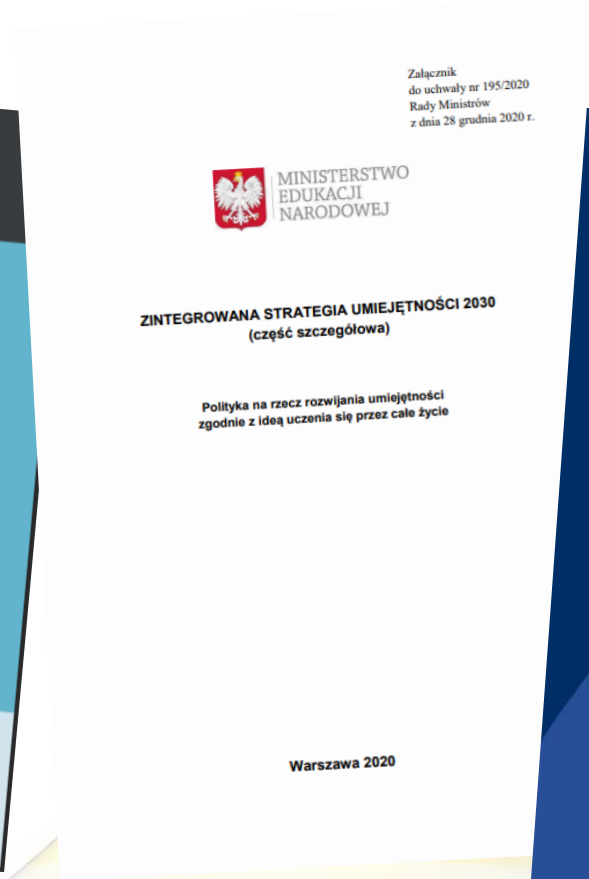 Załącznik
do uchwały nr 195/2020
Rady Ministrów
z dnia 28 grudnia 2020 r.
MINISTERSTWO
EDUKACJI
NARODOWEJ
ZINTEGROWANA STRATEGIA UMIEJĘTNOŚCI 2030
(część szczegółowa)
Polityka na rzecz rozwijania umiejętności
zgodnie z ideą uczenia się przez całe życie
Warszawa 2020